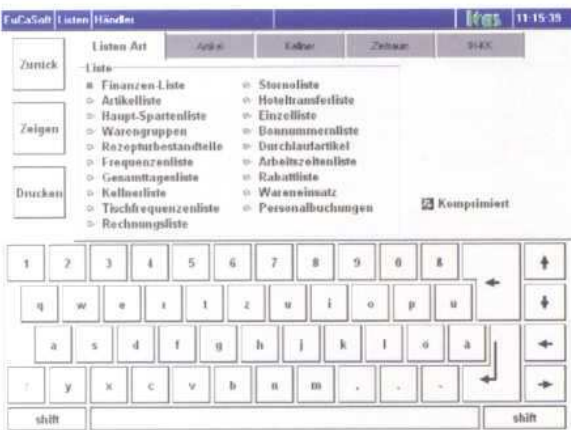 FuCaSoft Listen Händler 11-15-39
Zurück
Zeigen
Drucken
Listen Art Artikel Kellner Zeitraum
Liste
Finanzen-Liste
Artikelliste
Haupt-Spartenliste
Warengruppen
Rezepturbestandteile
Frequenzenliste
Gesamttagesliste
Kellnerliste
Tischfrequenzenliste
Rechnungsliste
Stornoliste
Hoteltransferliste
Einzelliste
Bonnummernliste
Durchlaufartikel
Arbeitszeitenliste
Rabattliste
Wareneinsatz
Personalbuchungen
Komprimiert
1 2 3 4 5 6 7 8 9 0 ß
q w e r t z u i o p ü
a s d f g h j k l ö ä
y x c v b n m , . -
shift shift